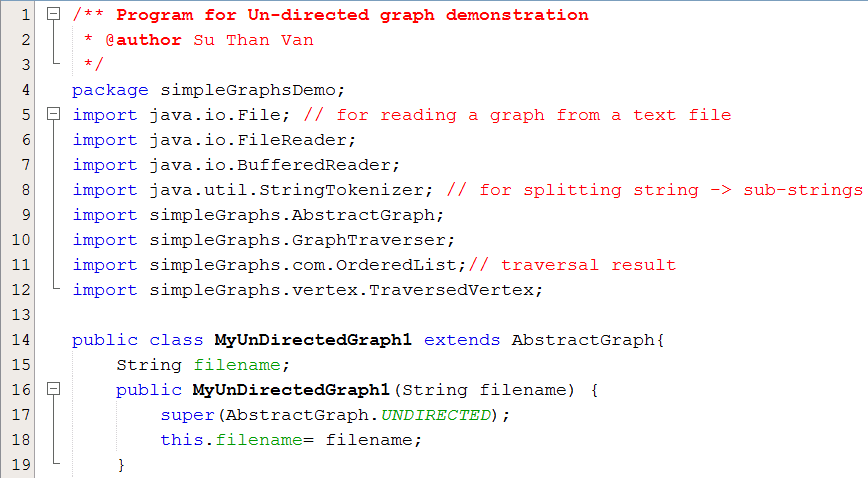 1 /** Program for Un-directed graph demonstration
2  * @author Su Than Van
3  */
4 package simpleGraphsDemo;
5 import java.io.File; // for reading a graph from a text file
6 import java.io.FileReader;
7 import java.io.BufferedReader;
8 import java.util.StringTokenizer; // for splitting string -> sub-strings
9 import simpleGraphs.AbstractGraph;
10 import simpleGraphs.GraphTraverser;
11 import simpleGraphs.com.OrderedList;// traversal result
12 import simpleGraphs.vertex.TraversedVertex;
13
14 public class MyUnDirectedGraph1 extends AbstractGraph{
15     String filename;
16     public MyUnDirectedGraph1(String filename) {
17         super(AbstractGraph.UNDIRECTED);
18         this.filename= filename;
19     }